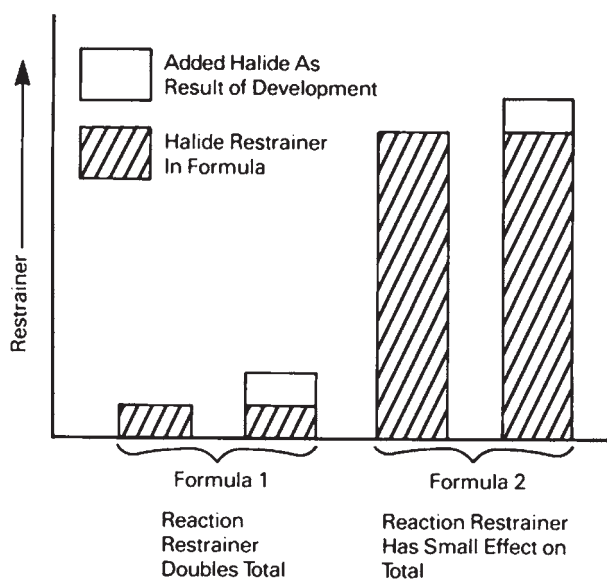 Added Halide As
Result of Development
Halide Restrainer
In Formula
Restrainer
Formula 1
Formula 2
Reaction
Restrainer
Doubles Total
Reaction Restrainer
Has Small Effect on
Total